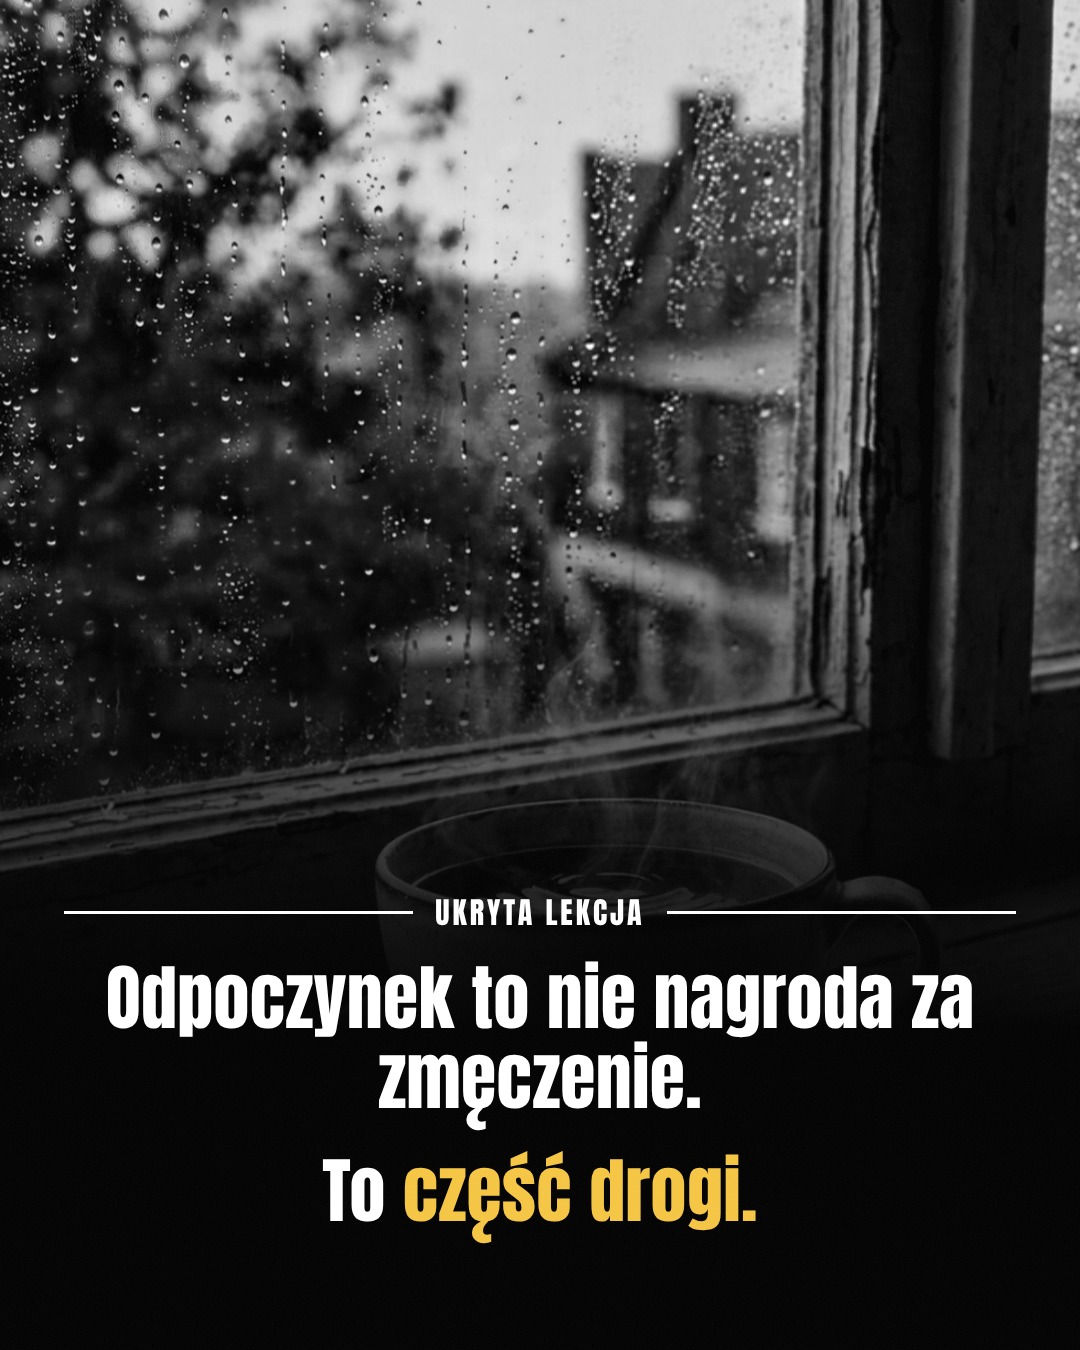 UKRYTA LEKCJA
Odpoczynek to nie nagroda za
zmęczenie.
To część drogi.